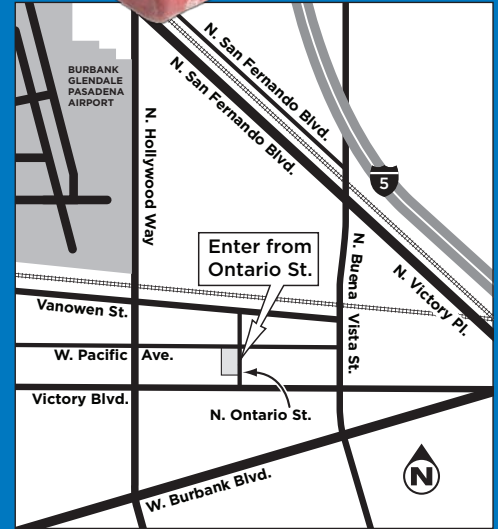 N. San Fernando Blvd.
N. San Fernando Blvd.
BURBANK
GLENDALE
PASADENA
AIRPORT
N. Hollywood Way
5
Enter from
Ontario St.
N. Buena Vista St.
N. Victory Pl.
Vanowen St.
W. Pacific Ave.
Victory Blvd.
N. Ontario St.
W. Burbank Blvd.
N